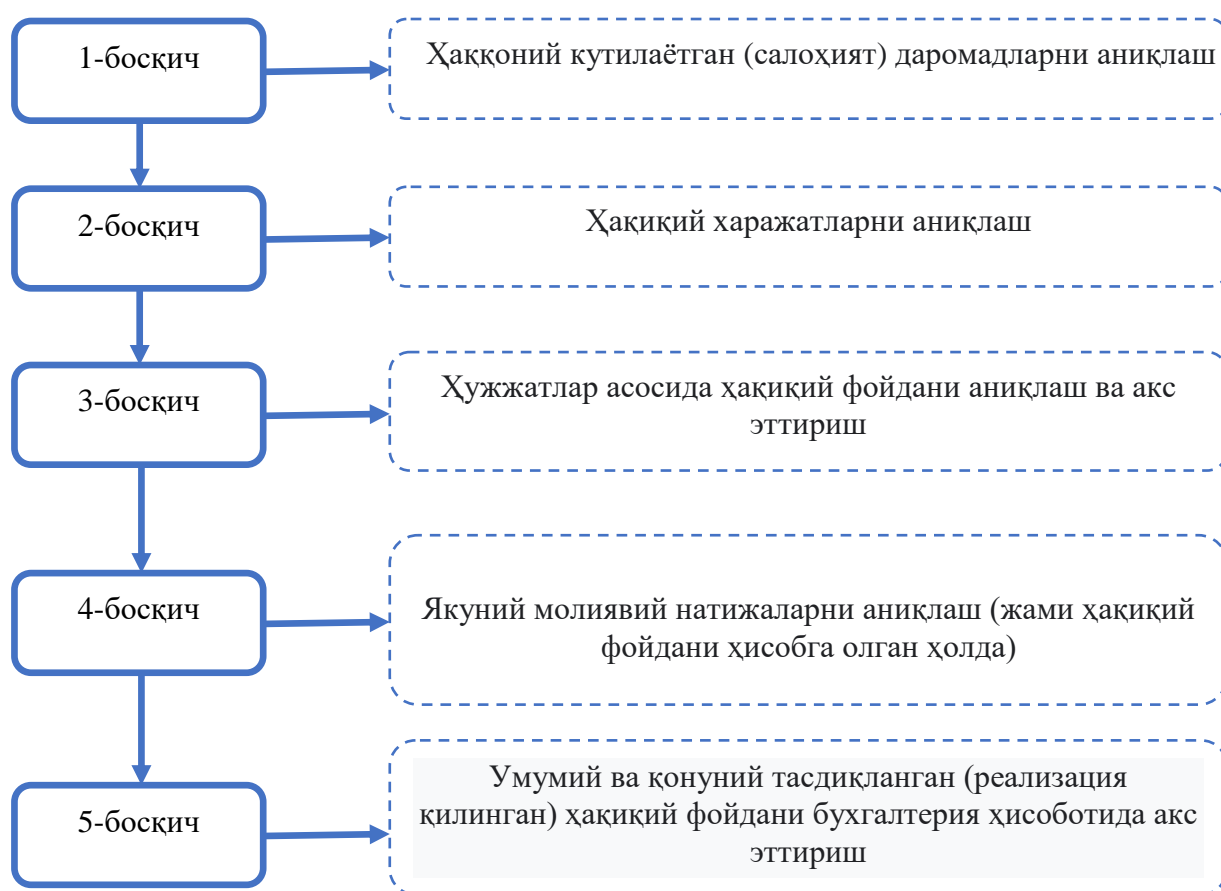 1-босқич
Ҳаққоний кутилаётган (салоҳият) даромадларни аниқлаш
2-босқич
Ҳақиқий харажатларни аниқлаш
3-босқич
Ҳужжатлар асосида ҳақиқий фойдани аниқлаш ва акс
эттириш
4-босқич
Якуний молиявий натижаларни аниқлаш (жами ҳақиқий
фойдани ҳисобга олган ҳолда)
5-босқич
Умумий ва қонуний тасдиқланган (реализация
қилинган) ҳақиқий фойдани бухгалтерия ҳисоботида акс
эттириш